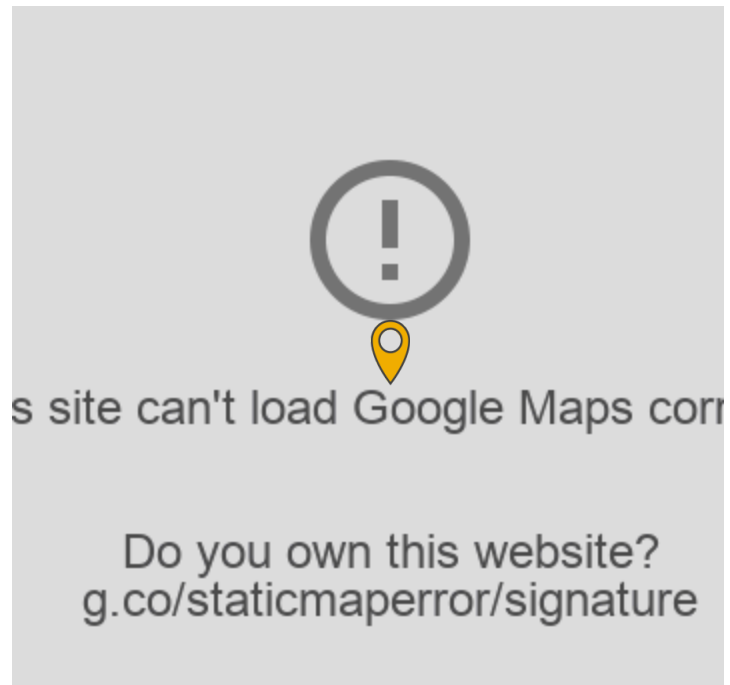 s site can't load Google Maps corr
Do you own this website?
g.co/staticmaperror/signature